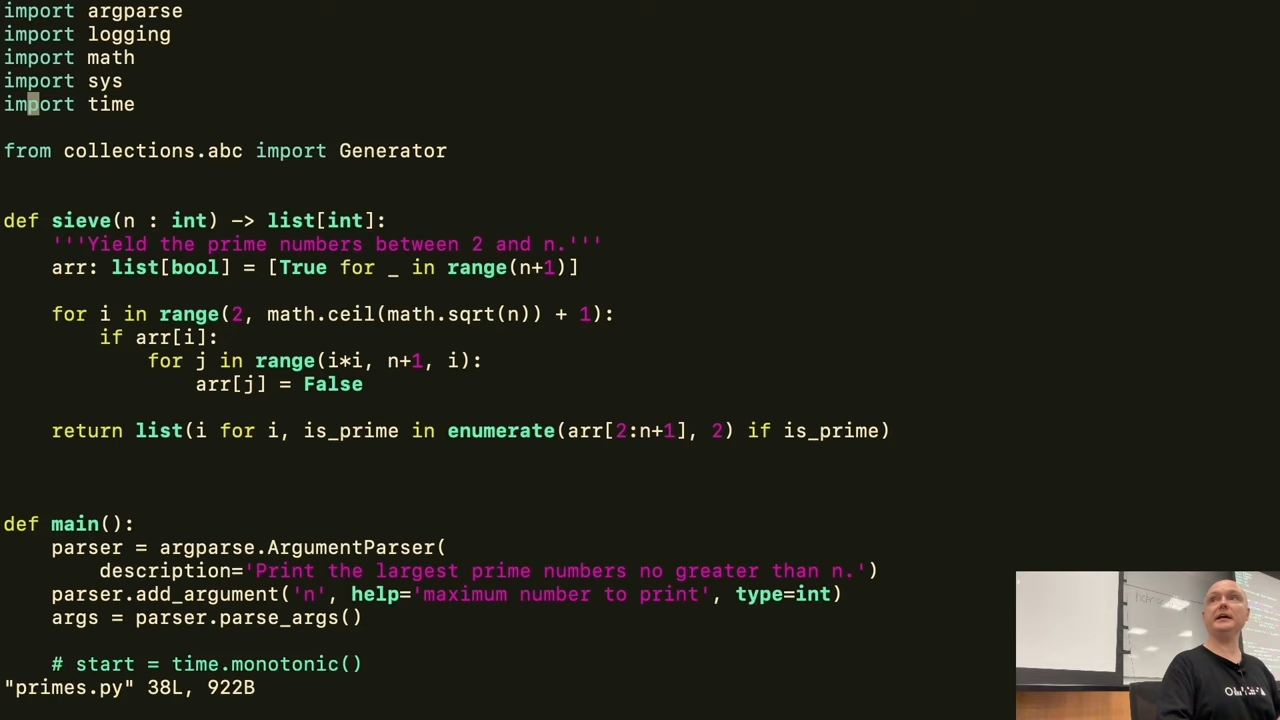 import argparse
import logging
import math
import sys
import time
from collections.abc import Generator
def sieve(n : int) -> list[int]:
'''Yield the prime numbers between 2 and n.'''
arr: list[bool] = [True for _ in range(n+1)]
for i in range(2, math.ceil(math.sqrt(n)) + 1):
if arr[i]:
for j in range(i*i, n+1, i):
arr[j] = False
return list(i for i, is_prime in enumerate(arr[2:n+1], 2) if is_prime)
def main():
parser = argparse.ArgumentParser(
description='Print the largest prime numbers no greater than n.')
parser.add_argument('n', help='maximum number to print', type=int)
args = parser.parse_args()
# start = time.monotonic()
"primes.py" 38L, 922B